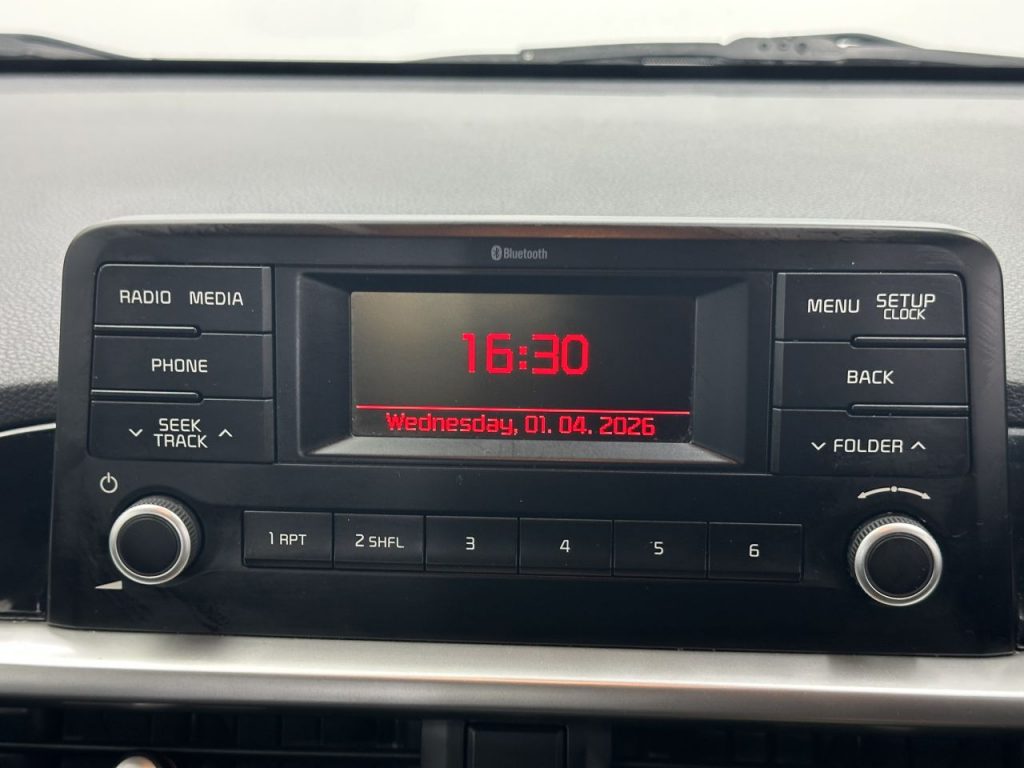 Bluetooth
RADIO MEDIA
MENU SETUP
CLOCK
16:30
PHONE
BACK
Wednesday, 01. 04. 2026
SEEK
TRACK
FOLDER
1 RPT
2 SHFL
3
4
5
6